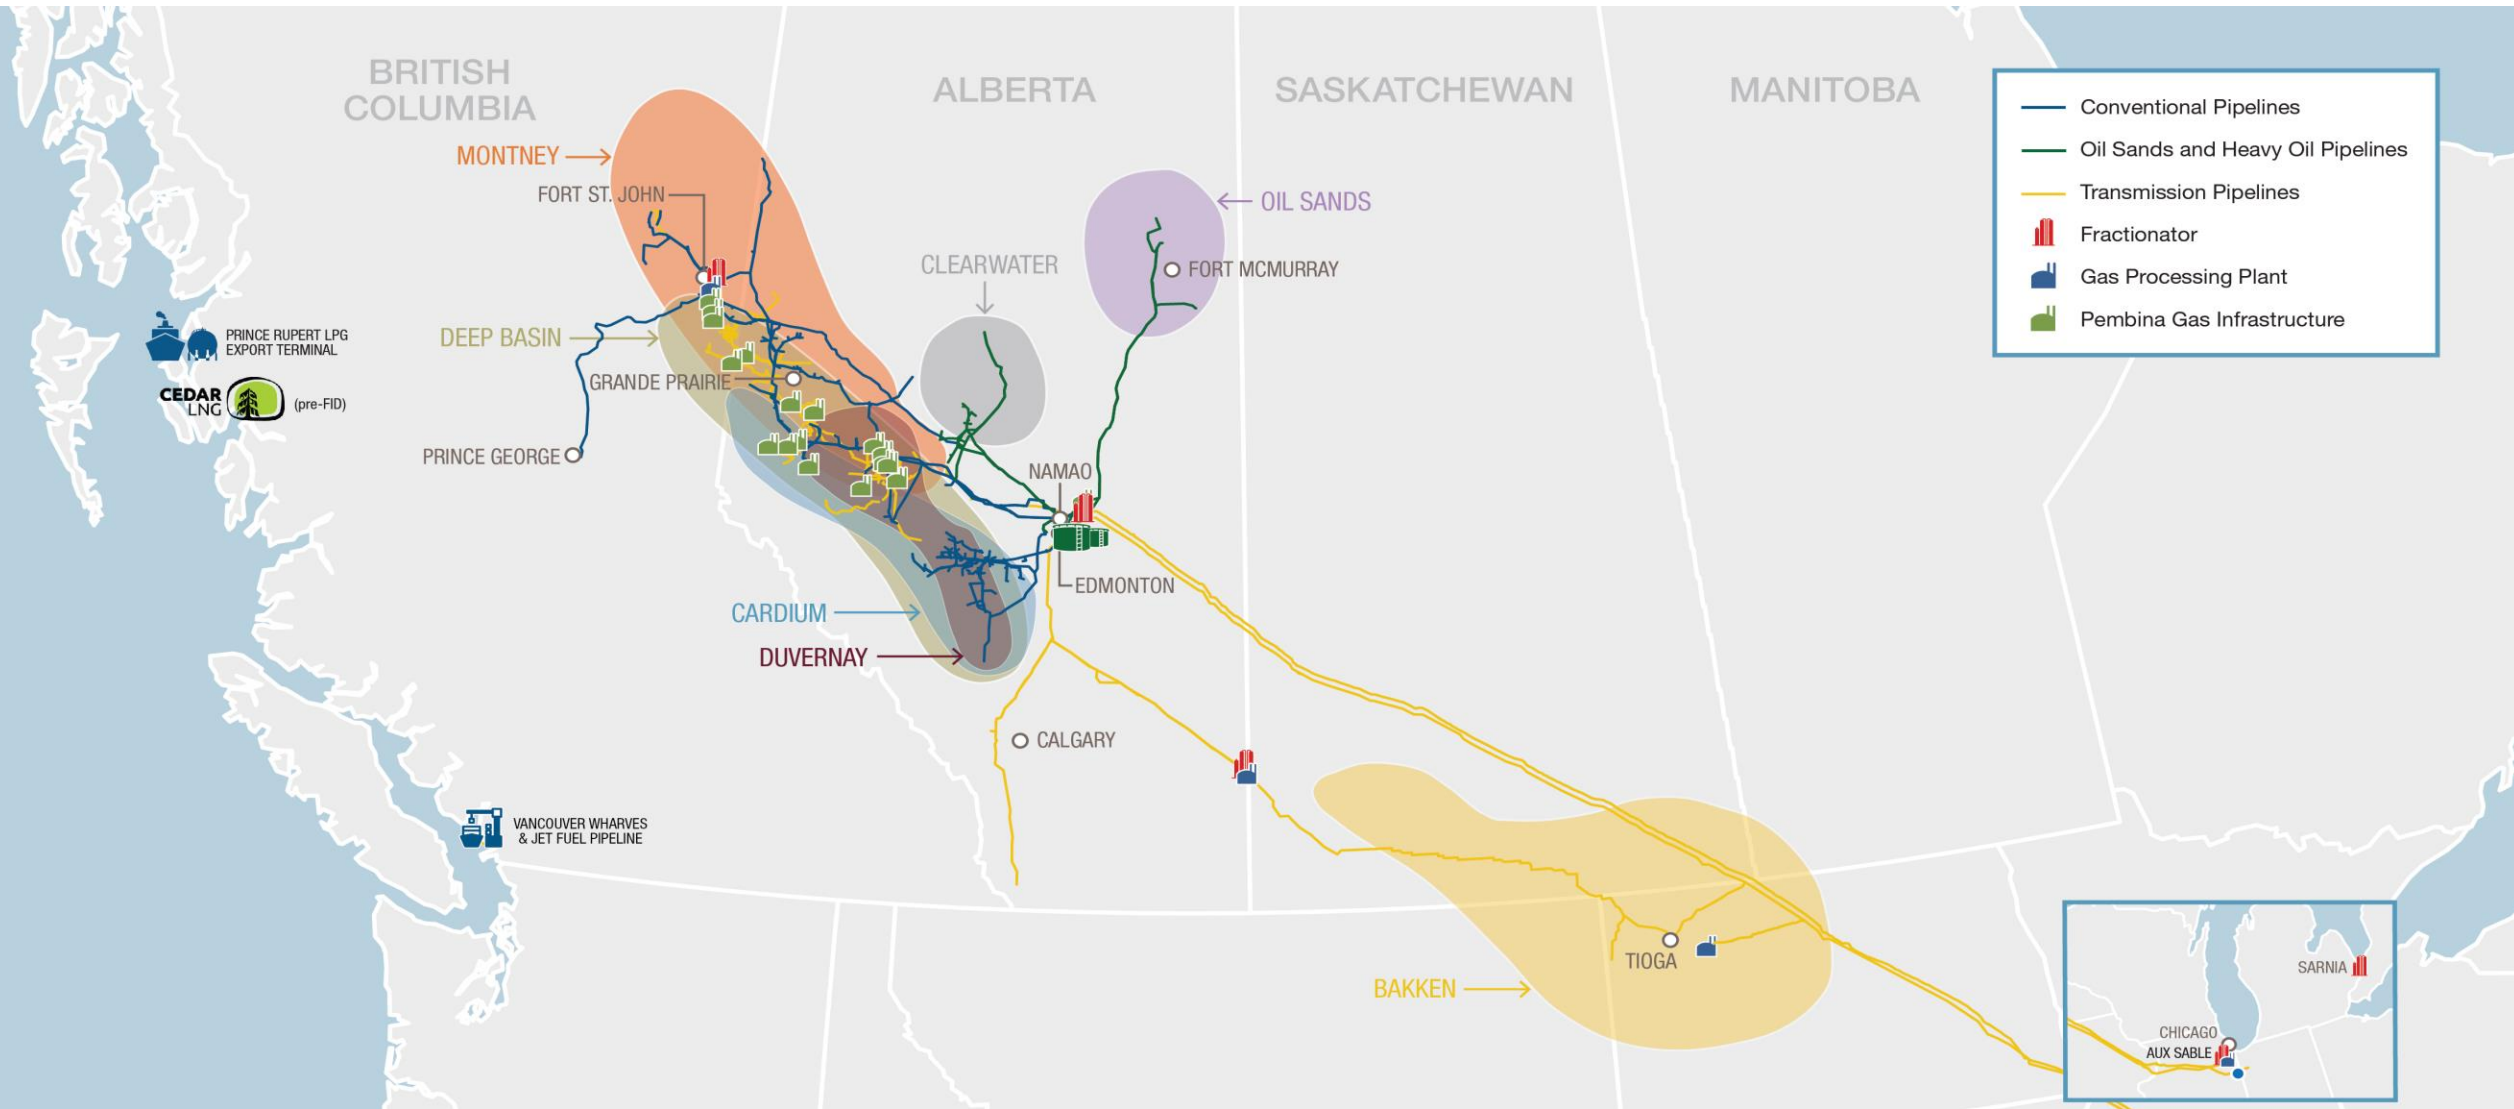 BRITISH
COLUMBIA
ALBERTA
SASKATCHEWAN
MANITOBA
Conventional Pipelines
Oil Sands and Heavy Oil Pipelines
Transmission Pipelines
Fractionator
Gas Processing Plant
Pembina Gas Infrastructure
MONTNEY
FORT ST. JOHN
OIL SANDS
CLEARWATER
FORT MCMURRAY
PRINCE RUPERT LPG
EXPORT TERMINAL
DEEP BASIN
GRANDE PRAIRIE
CEDAR
LNG
(pre-FID)
PRINCE GEORGE
NAMAO
EDMONTON
CARDIUM
DUVERNAY
CALGARY
VANCOUVER WHARVES
& JET FUEL PIPELINE
TIOGA
BAKKEN
SARNIA
CHICAGO
AUX SABLE